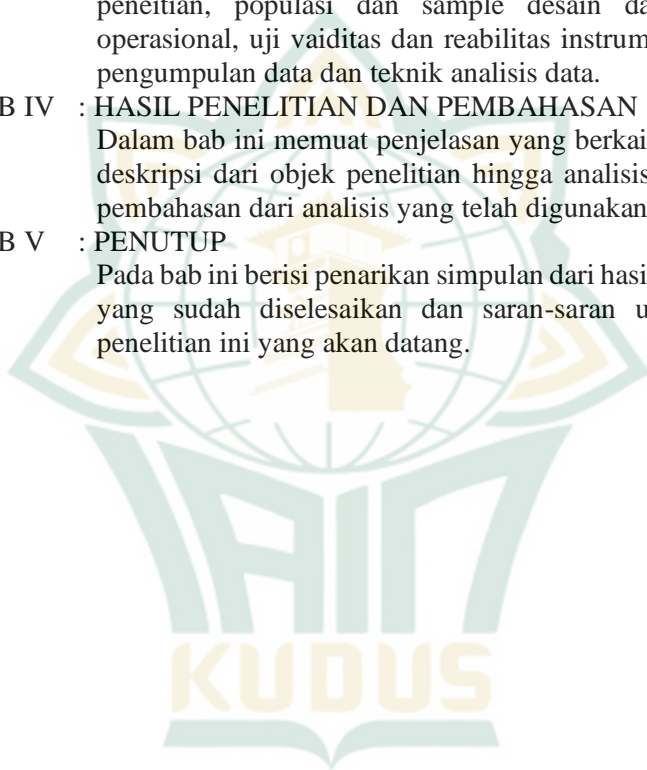 peneitian, populasi dan sample desain da
operasional, uji vaiditas dan reabilitas instrum
pengumpulan data dan teknik analisis data.
B IV : HASIL PENELITIAN DAN PEMBAHASAN
Dalam bab ini memuat penjelasan yang berkai
deskripsi dari objek penelitian hingga analisis
pembahasan dari analisis yang telah digunakan
B V : PENUTUP
Pada bab ini berisi penarikan simpulan dari hasi
yang sudah diselesaikan dan saran-saran u
penelitian ini yang akan datang.
IAIN
KUDUS